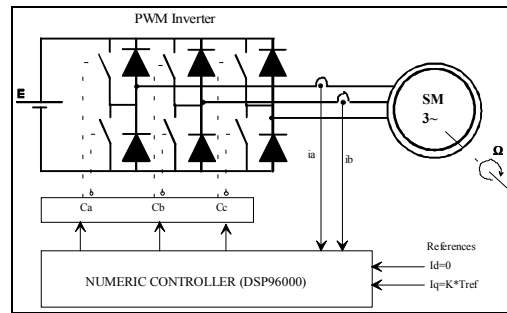 PWM Inverter
E
SM
3~
Ω
ia
ib
Ca
Cb
Cc
References
Id=0
Iq=K*Tref
NUMERIC CONTROLLER (DSP96000)